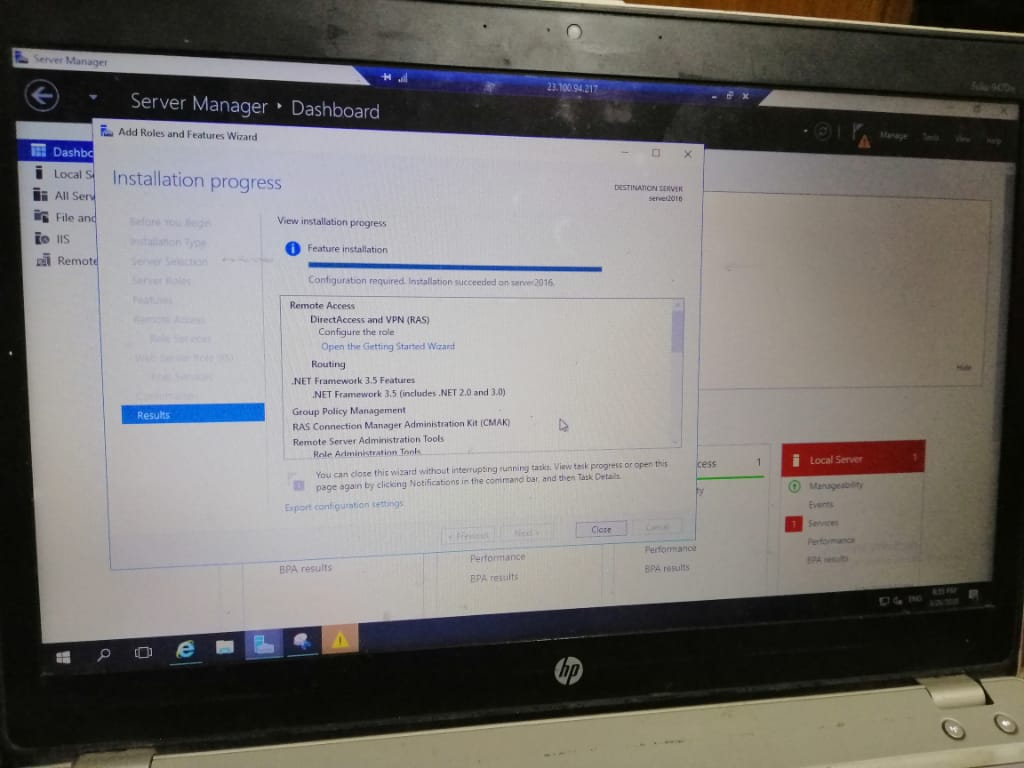 Server Manager
23.100.94.217
Server Manager • Dashboard
Manage Tools View Help
Add Roles and Features Wizard
Dashbo
Local S
All Serv
File and
IIS
Remote
Installation progress
DESTINATION SERVER
server2016
Before You Begin
Installation Type
Server Selection
Server Roles
Features
Remote Access
Role Services
Web Server Role (IIS)
Role Services
Confirmation
Results
View installation progress
Feature installation
Configuration required. Installation succeeded on server2016.
Remote Access
DirectAccess and VPN (RAS)
Configure the role
Open the Getting Started Wizard
Routing
.NET Framework 3.5 Features
.NET Framework 3.5 (includes .NET 2.0 and 3.0)
Group Policy Management
RAS Connection Manager Administration Kit (CMAK)
Remote Server Administration Tools
Role Administration Tools
You can close this wizard without interrupting running tasks. View task progress or open this
page again by clicking Notifications in the command bar, and then Task Details.
Export configuration settings
< Previous Next > Close Cancel
Hide
cess 1
ty
Local Server 1
Manageability
Events
1 Services
Performance
BPA results
BPA results
Performance
BPA results
Performance
BPA results
ENG
hp